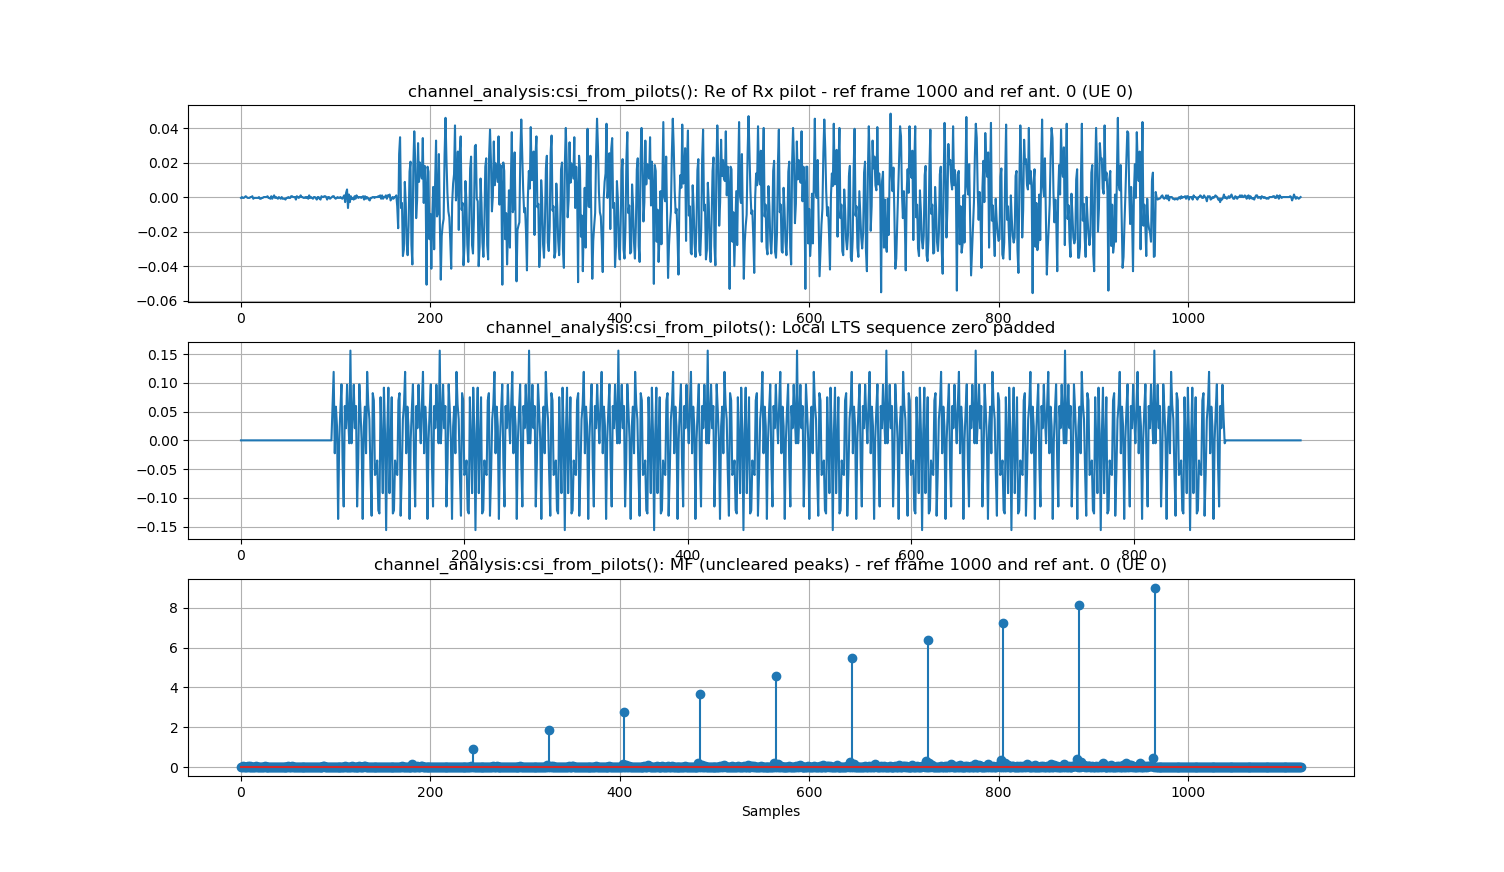 channel_analysis:csi_from_pilots(): Re of Rx pilot - ref frame 1000 and ref ant. 0 (UE 0)
0.04
0.02
0.00
−0.02
−0.04
−0.06
0 200 400 600 800 1000
channel_analysis:csi_from_pilots(): Local LTS sequence zero padded
0.15
0.10
0.05
0.00
−0.05
−0.10
−0.15
0 200 400 600 800
channel_analysis:csi_from_pilots(): MF (uncleared peaks) - ref frame 1000 and ref ant. 0 (UE 0)
8
6
4
2
0
0 200 400 600 800 1000
Samples